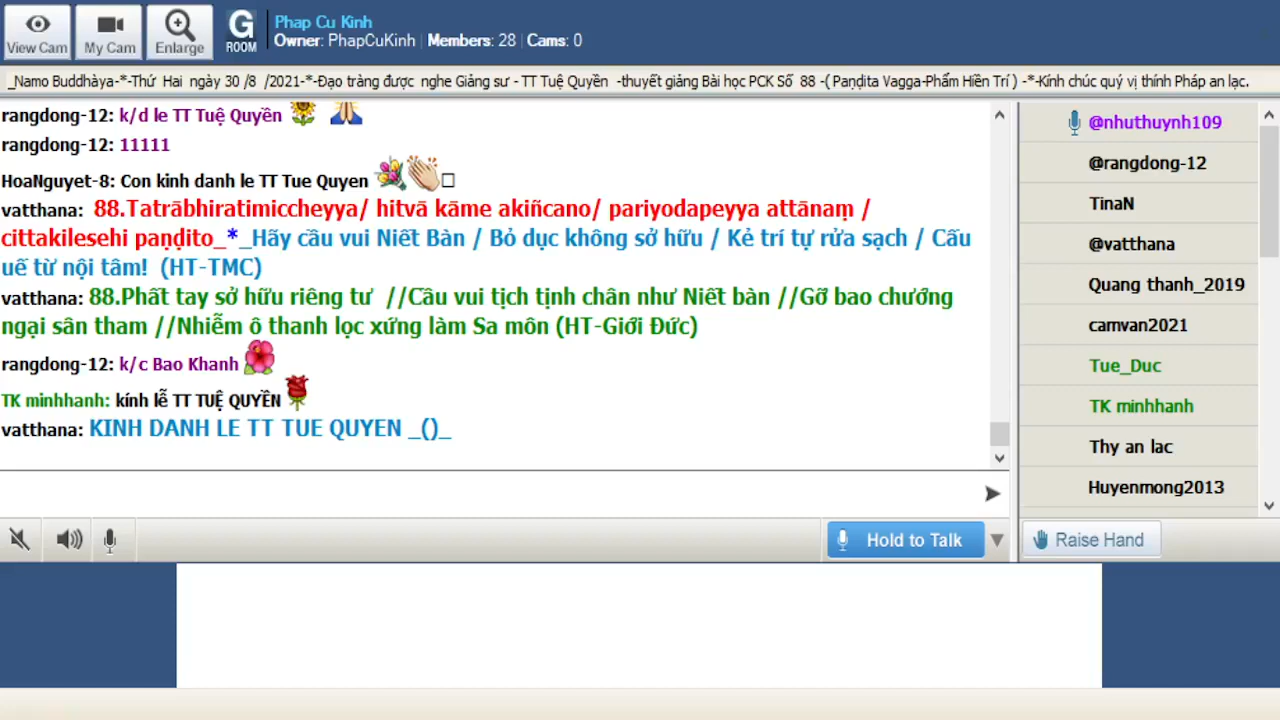 View Cam
My Cam
Enlarge
G
ROOM
Phap Cu Kinh
Owner: PhapCuKinh | Members: 28 | Cams: 0
_Namo Buddhàya-*-Thứ Hai ngày 30 /8 /2021-*-Đạo tràng được nghe Giảng sư - TT Tuệ Quyền -thuyết giảng Bài học PCK Số 88 -( Paṇḍita Vagga-Phẩm Hiền Trí ) -*-Kính chúc quý vị thính Pháp an lạc.
rangdong-12: k/d le TT Tuệ Quyền
rangdong-12: 11111
HoaNguyet-8: Con kinh danh le TT Tue Quyen
vatthana: 88.Tatrābhiratimiccheyya/ hitvā kāme akiñcano/ pariyodapeyya attānaṃ /
cittakilesehi paṇḍito_*_Hãy cầu vui Niết Bàn / Bỏ dục không sở hữu / Kẻ trí tự rửa sạch / Cấu
uế từ nội tâm! (HT-TMC)
vatthana: 88.Phất tay sở hữu riêng tư //Cầu vui tịch tịnh chân như Niết bàn //Gỡ bao chướng
ngại sân tham //Nhiễm ô thanh lọc xứng làm Sa môn (HT-Giới Đức)
rangdong-12: k/c Bao Khanh
TK minhhanh: kính lễ TT TUỆ QUYỀN
vatthana: KINH DANH LE TT TUE QUYEN _()_
@nhuthuynh109
@rangdong-12
TinaN
@vatthana
Quang thanh_2019
camvan2021
Tue_Duc
TK minhhanh
Thy an lac
Huyenmong2013
Hold to Talk
Raise Hand